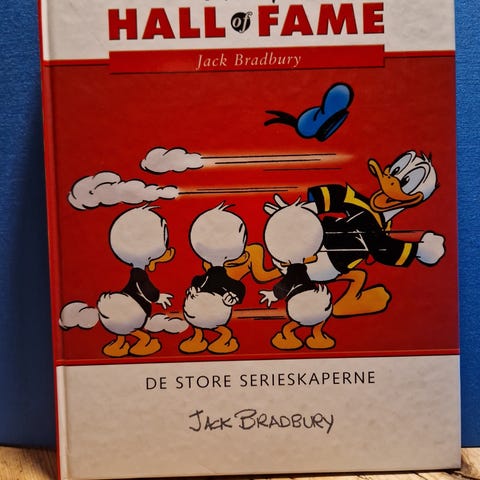 HALL of FAME
Jack Bradbury
DE STORE SERIESKAPERNE
JACK BRADBURY